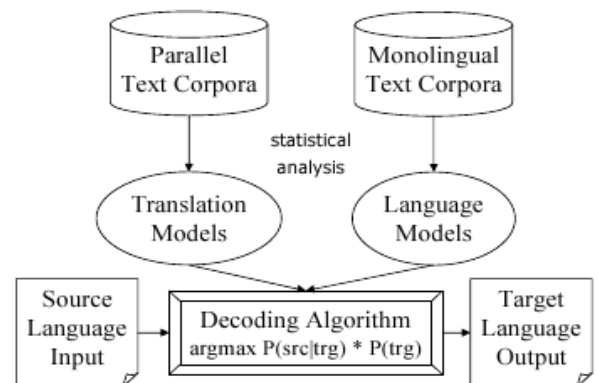 Parallel
Text Corpora
Monolingual
Text Corpora
statistical
analysis
Translation
Models
Language
Models
Source
Language
Input
Decoding Algorithm
argmax P(src|trg) * P(trg)
Target
Language
Output